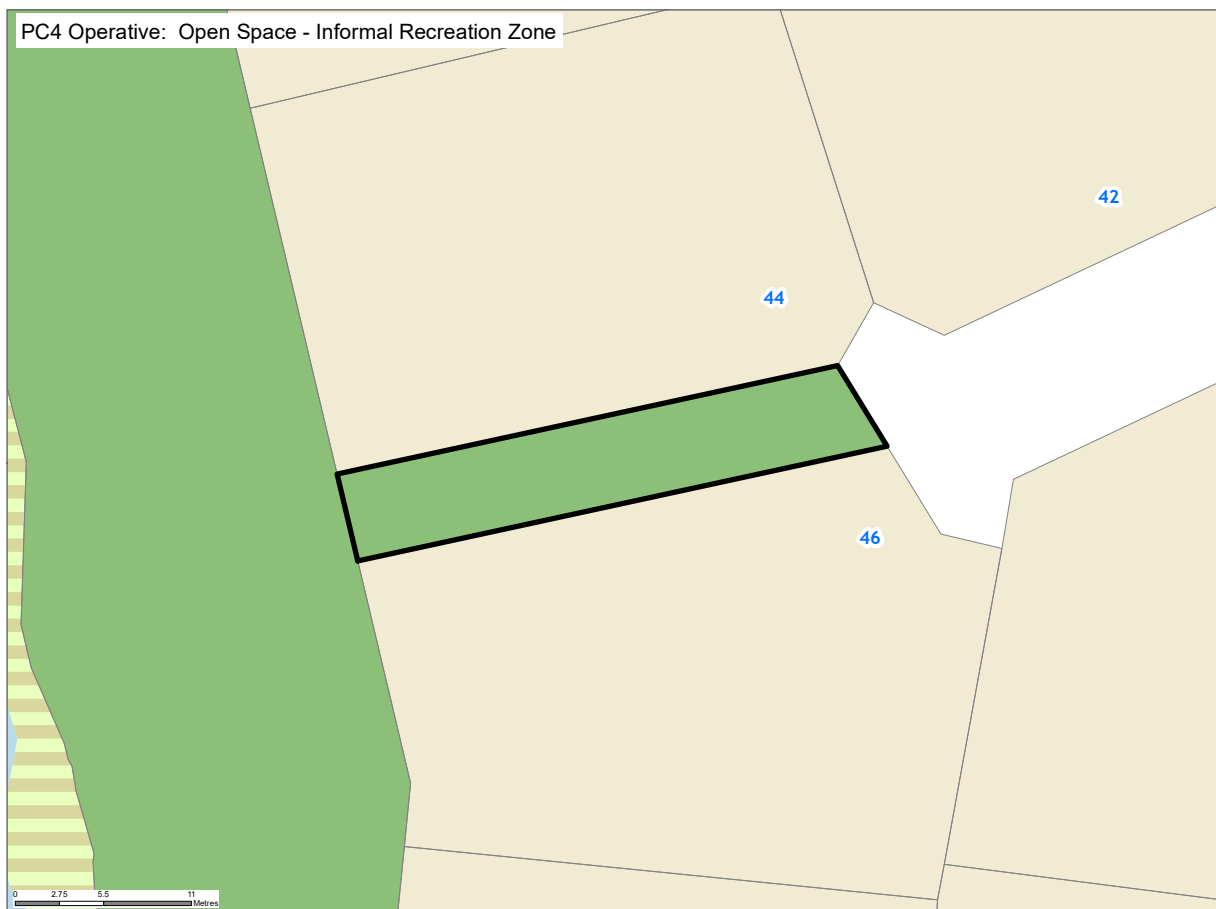 PC4 Operative:  Open Space - Informal Recreation Zone
42
44
46
0 2.75 5.5 11
Metres